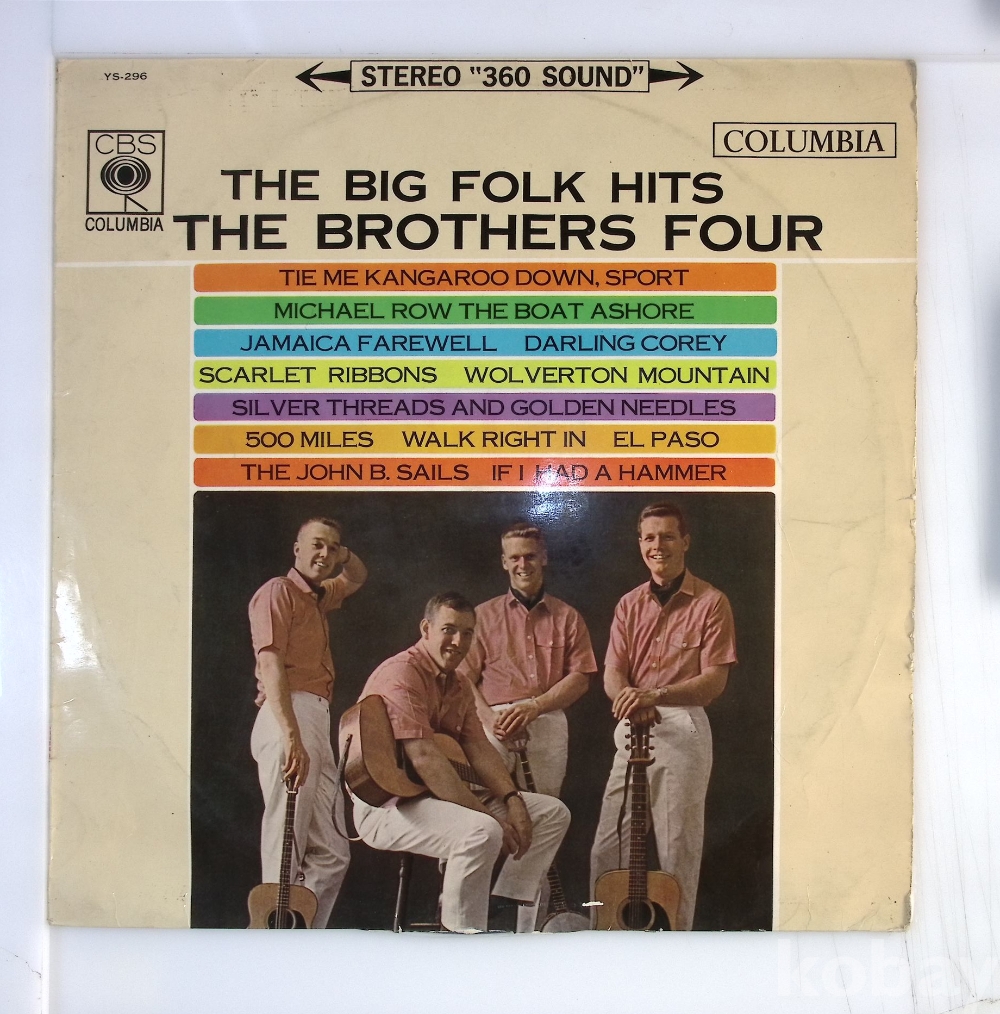 YS-296
STEREO "360 SOUND"
CBS
COLUMBIA
COLUMBIA
THE BIG FOLK HITS
THE BROTHERS FOUR
TIE ME KANGAROO DOWN, SPORT
MICHAEL ROW THE BOAT ASHORE
JAMAICA FAREWELL DARLING COREY
SCARLET RIBBONS WOLVERTON MOUNTAIN
SILVER THREADS AND GOLDEN NEEDLES
500 MILES WALK RIGHT IN EL PASO
THE JOHN B. SAILS IF I HAD A HAMMER
kobay